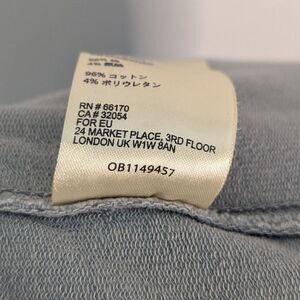 96% コットン
4% ポリウレタン
RN # 66170
CA # 32054
FOR EU
24 MARKET PLACE, 3RD FLOOR
LONDON UK W1W 8AN
OB1149457